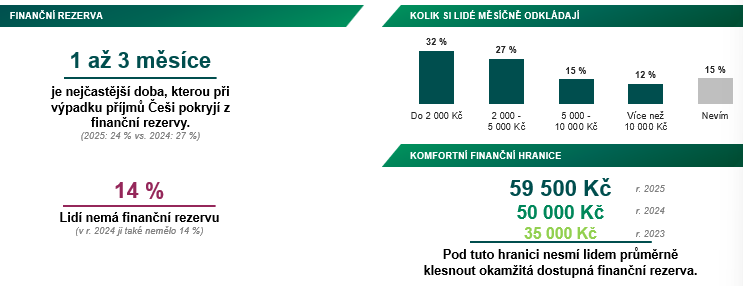 FINANČNÍ REZERVA
1 až 3 měsíce
je nejčastější doba, kterou při
výpadku příjmů Češi pokryjí z
finanční rezervy.
(2025: 24 % vs. 2024: 27 %)
14 %
Lidí nemá finanční rezervu
(v r. 2024 ji také nemělo 14 %)
KOLIK SI LIDÉ MĚSÍČNĚ ODKLÁDAJÍ
32 %
27 %
15 %
12 %
15 %
Do 2 000 Kč
2 000 -
5 000 Kč
5 000 -
10 000 Kč
Více než
10 000 Kč
Nevím
KOMFORTNÍ FINANČNÍ HRANICE
59 500 Kč r. 2025
50 000 Kč r. 2024
35 000 Kč r. 2023
Pod tuto hranici nesmí lidem průměrně
klesnout okamžitá dostupná finanční rezerva.